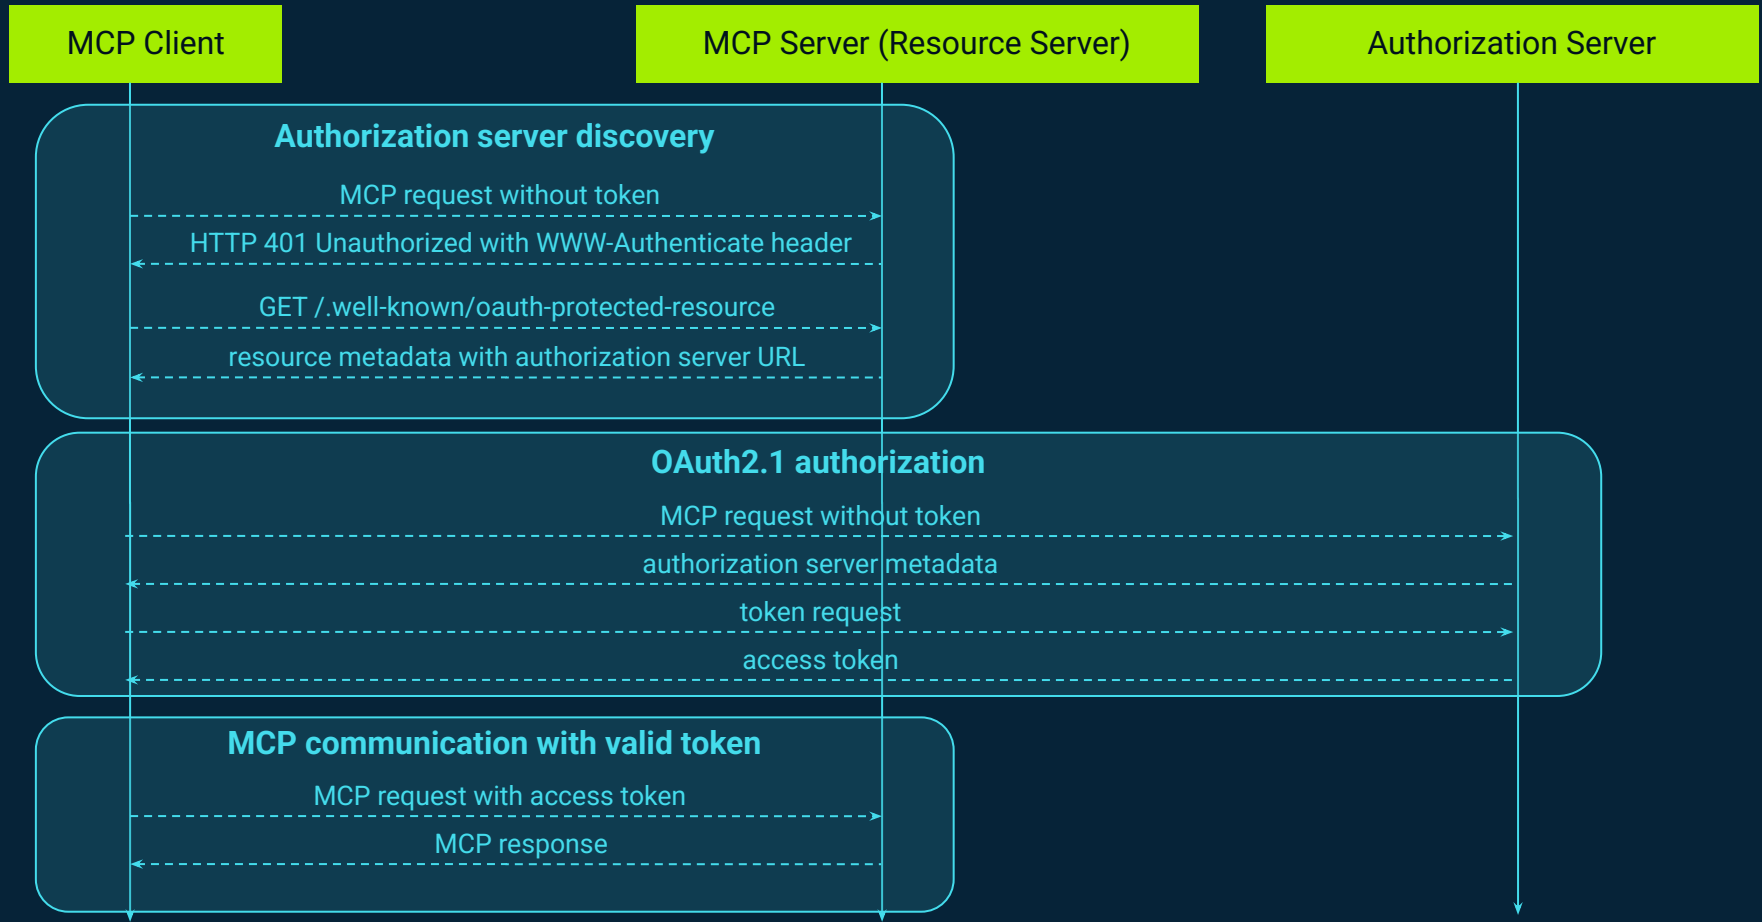 MCP Client
MCP Server (Resource Server)
Authorization Server
Authorization server discovery
MCP request without token
HTTP 401 Unauthorized with WWW-Authenticate header
GET /.well-known/oauth-protected-resource
resource metadata with authorization server URL
OAuth2.1 authorization
MCP request without token
authorization server metadata
token request
access token
MCP communication with valid token
MCP request with access token
MCP response